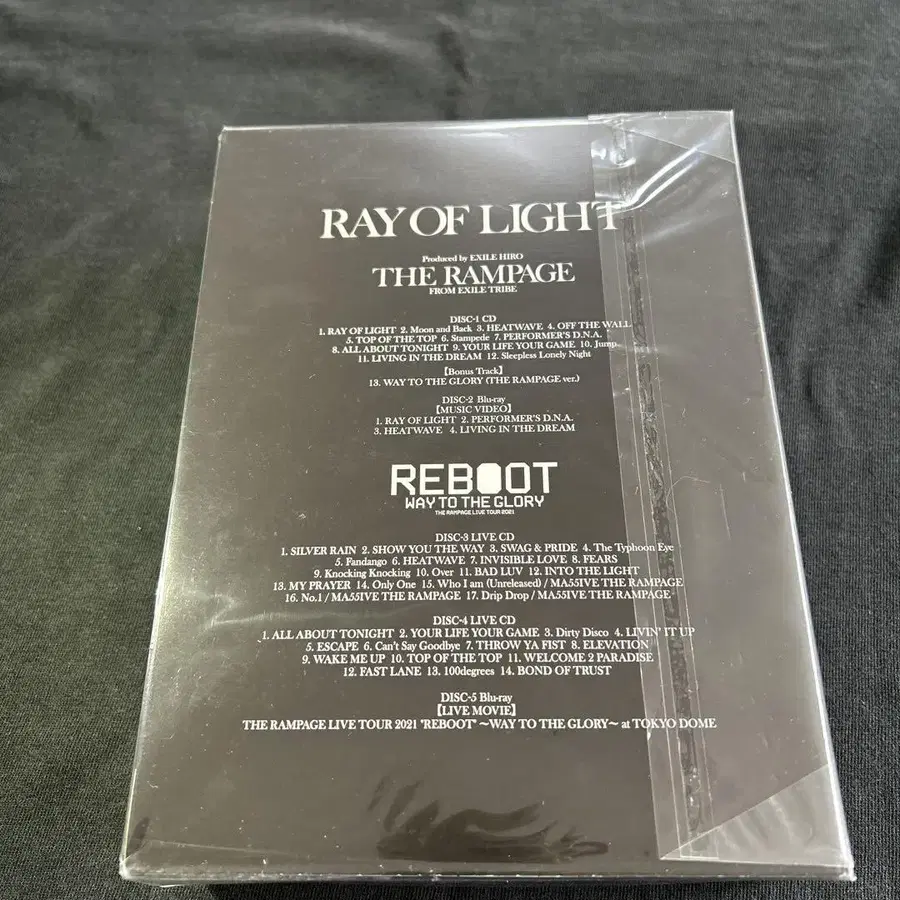 RAY OF LIGHT
Produced by EXILE HIRO
THE RAMPAGE
FROM EXILE TRIBE
DISC-1 CD
1. RAY OF LIGHT 2. Moon and Back 3. HEATWAVE 4. OFF THE WALL
5. TOP OF THE TOP 6. Stampede 7. PERFORMER'S D.N.A.
8. ALL ABOUT TONIGHT 9. YOUR LIFE YOUR GAME 10. Jump
11. LIVING IN THE DREAM 12. Sleepless Lonely Night
【Bonus Track】
13. WAY TO THE GLORY (THE RAMPAGE ver.)
DISC-2 Blu-ray
【MUSIC VIDEO】
1. RAY OF LIGHT 2. PERFORMER'S D.N.A.
3. HEATWAVE 4. LIVING IN THE DREAM
REBOOT
WAY TO THE GLORY
THE RAMPAGE LIVE TOUR 2021
DISC-3 LIVE CD
1. SILVER RAIN 2. SHOW YOU THE WAY 3. SWAG & PRIDE 4. The Typhoon Eye
5. Fandango 6. HEATWAVE 7. INVISIBLE LOVE 8. FEARS
9. Knocking Knocking 10. Over 11. BAD LUV 12. INTO THE LIGHT
13. MY PRAYER 14. Only One 15. Who I am (Unreleased) / MA55IVE THE RAMPAGE
16. No.1 / MA55IVE THE RAMPAGE 17. Drip Drop / MA55IVE THE RAMPAGE
DISC-4 LIVE CD
1. ALL ABOUT TONIGHT 2. YOUR LIFE YOUR GAME 3. Dirty Disco 4. LIVIN' IT UP
5. ESCAPE 6. Can't Say Goodbye 7. THROW YA FIST 8. ELEVATION
9. WAKE ME UP 10. TOP OF THE TOP 11. WELCOME 2 PARADISE
12. FAST LANE 13. 100degrees 14. BOND OF TRUST
DISC-5 Blu-ray
【LIVE MOVIE】
THE RAMPAGE LIVE TOUR 2021 "REBOOT" ～WAY TO THE GLORY～ at TOKYO DOME